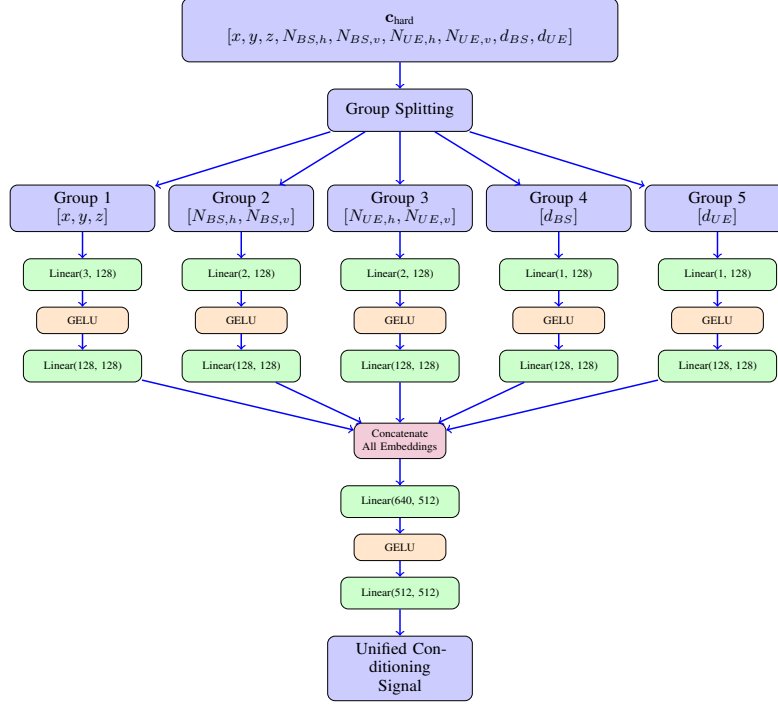 c_hard
[x, y, z, N_{BS,h}, N_{BS,v}, N_{UE,h}, N_{UE,v}, d_{BS}, d_{UE}]
Group Splitting
Group 1
[x, y, z]
Group 2
[N_{BS,h}, N_{BS,v}]
Group 3
[N_{UE,h}, N_{UE,v}]
Group 4
[d_{BS}]
Group 5
[d_{UE}]
Linear(3, 128)
Linear(2, 128)
Linear(2, 128)
Linear(1, 128)
Linear(1, 128)
GELU
GELU
GELU
GELU
GELU
Linear(128, 128)
Linear(128, 128)
Linear(128, 128)
Linear(128, 128)
Linear(128, 128)
Concatenate
All Embeddings
Linear(640, 512)
GELU
Linear(512, 512)
Unified Con-
ditioning
Signal